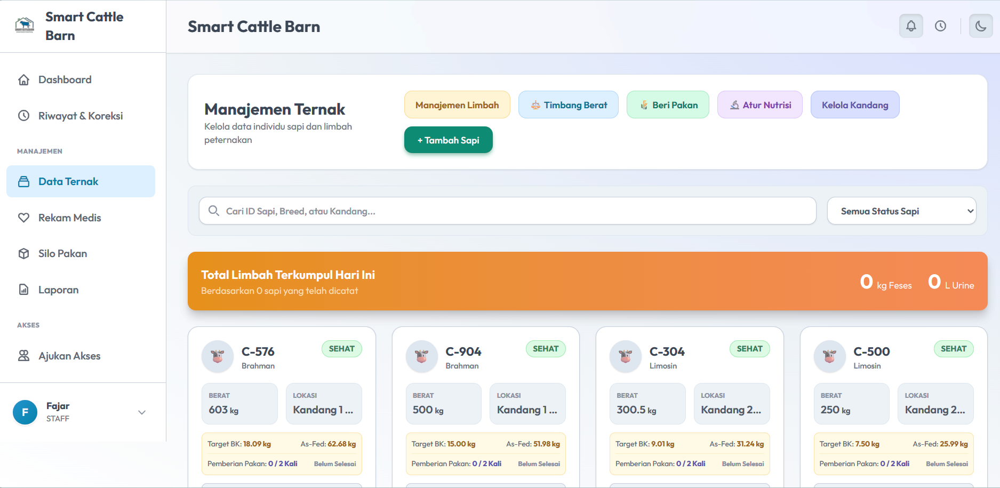 Smart Cattle
Barn
Smart Cattle Barn
Dashboard
Riwayat & Koreksi
MANAJEMEN
Data Ternak
Rekam Medis
Silo Pakan
Laporan
AKSES
Ajukan Akses
F
Fajar
STAFF
Manajemen Ternak
Kelola data individu sapi dan limbah
peternakan
Manajemen Limbah
Timbang Berat
Beri Pakan
Atur Nutrisi
Kelola Kandang
+ Tambah Sapi
Cari ID Sapi, Breed, atau Kandang...
Semua Status Sapi
Total Limbah Terkumpul Hari Ini
Berdasarkan 0 sapi yang telah dicatat
0 kg Feses
0 L Urine
C-576
Brahman
SEHAT
BERAT
603 kg
LOKASI
Kandang 1 ...
Target BK: 18.09 kg
As-Fed: 62.68 kg
Pemberian Pakan: 0 / 2 Kali
Belum Selesai
C-904
Brahman
SEHAT
BERAT
500 kg
LOKASI
Kandang 1 ...
Target BK: 15.00 kg
As-Fed: 51.98 kg
Pemberian Pakan: 0 / 2 Kali
Belum Selesai
C-304
Limosin
SEHAT
BERAT
300.5 kg
LOKASI
Kandang 2...
Target BK: 9.01 kg
As-Fed: 31.24 kg
Pemberian Pakan: 0 / 2 Kali
Belum Selesai
C-500
Limosin
SEHAT
BERAT
250 kg
LOKASI
Kandang 2...
Target BK: 7.50 kg
As-Fed: 25.99 kg
Pemberian Pakan: 0 / 2 Kali
Belum Selesai